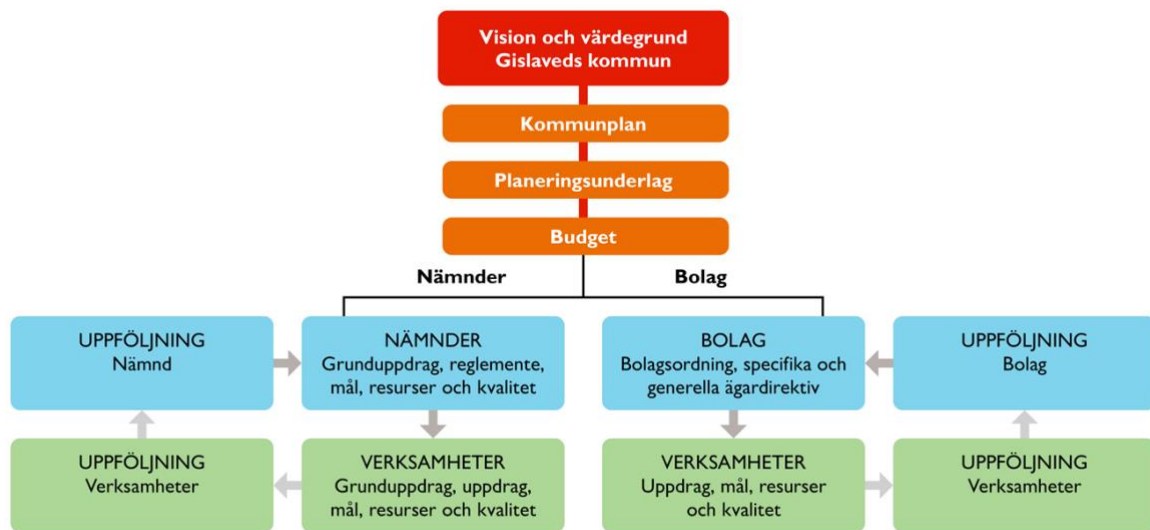 Vision och värdegrund
Gislaveds kommun
Kommunplan
Planeringsunderlag
Budget
Nämnder
Bolag
UPPFÖLJNING
Nämnd
NÄMNDER
Grunduppdrag, reglemente,
mål, resurser och kvalitet
BOLAG
Bolagsordning, specifika och
generella ägardirektiv
UPPFÖLJNING
Bolag
UPPFÖLJNING
Verksamheter
VERKSAMHETER
Grunduppdrag, uppdrag,
mål, resurser och kvalitet
VERKSAMHETER
Uppdrag, mål, resurser
och kvalitet
UPPFÖLJNING
Verksamheter